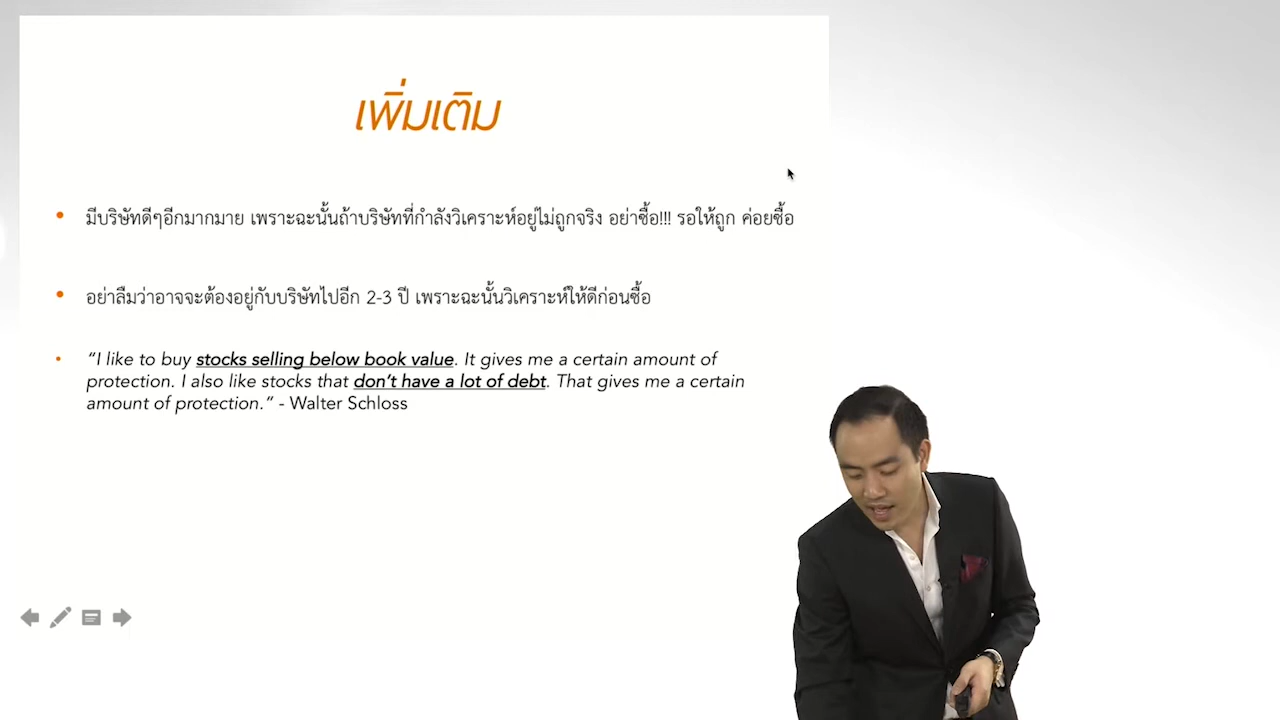 เพิ่มเติม
มีบริษัทดีๆอีกมากมาย เพราะฉะนั้นถ้าบริษัทที่กำลังวิเคราะห์อยู่ไม่ถูกจริง อย่าซื้อ!!! รอให้ถูก ค่อยซื้อ
อย่าลืมว่าอาจจะต้องอยู่กับบริษัทไปอีก 2-3 ปี เพราะฉะนั้นวิเคราะห์ให้ดีก่อนซื้อ
“I like to buy stocks selling below book value. It gives me a certain amount of
protection. I also like stocks that don’t have a lot of debt. That gives me a certain
amount of protection.” - Walter Schloss